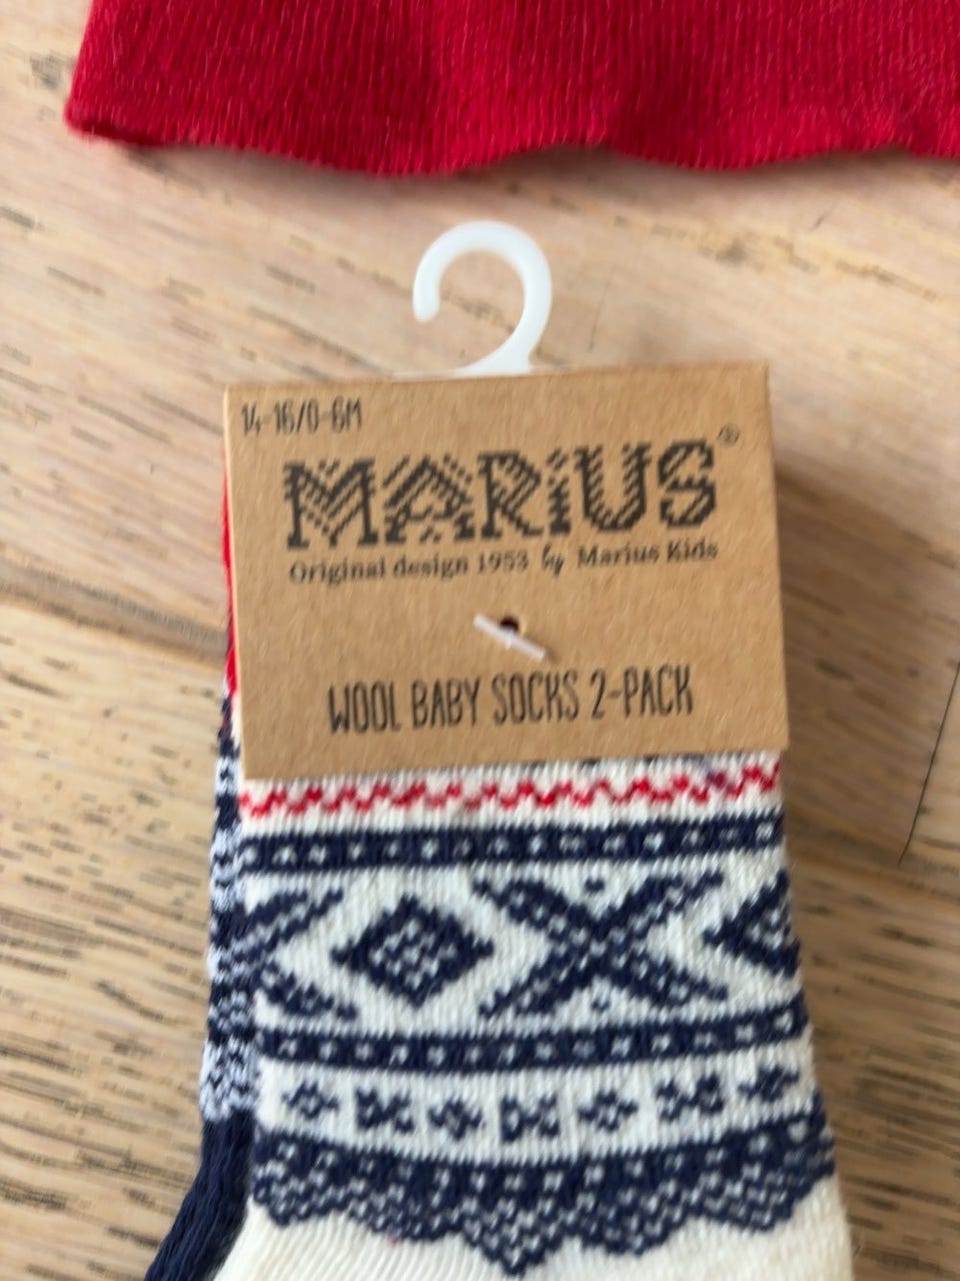 14-16/0-6M
MARiUS®
Original design 1953 by Marius Kids
WOOL BABY SOCKS 2-PACK